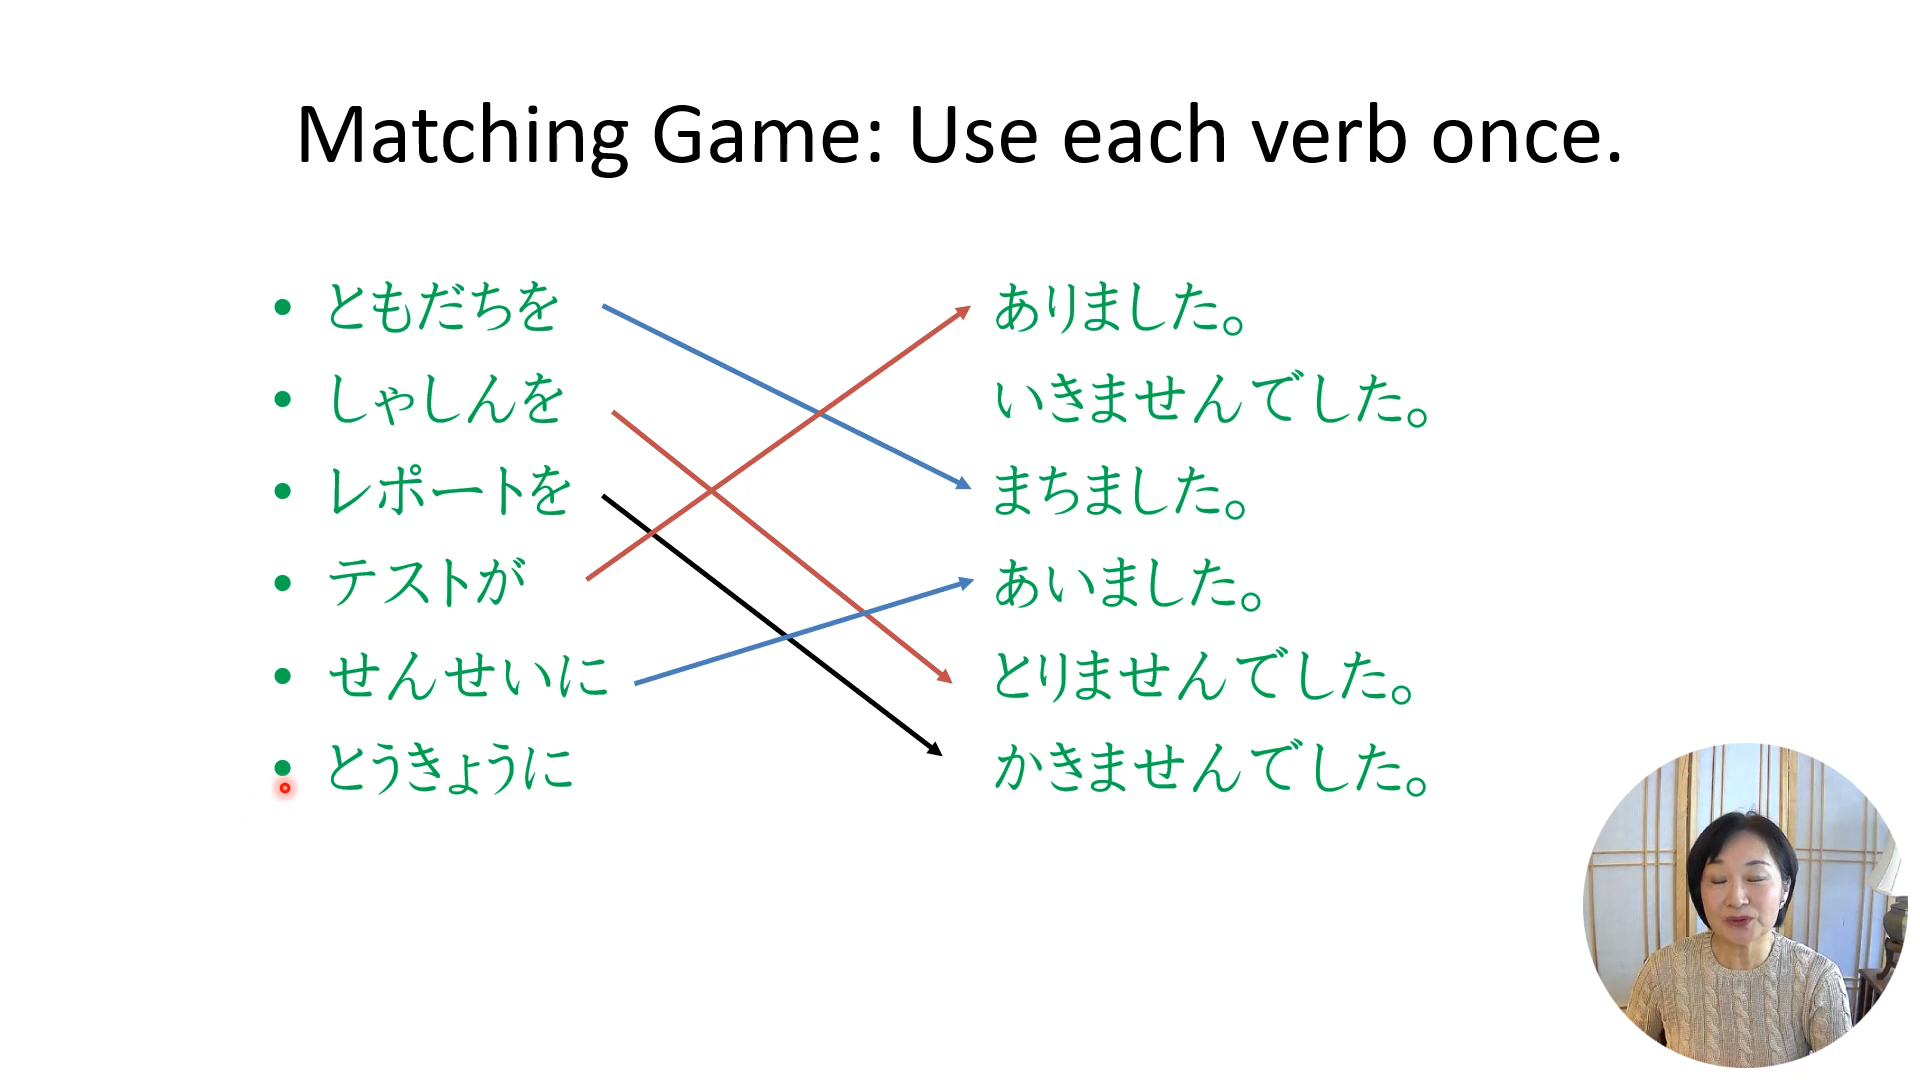 Matching Game: Use each verb once.
• ともだちを ありました。
• しゃしんを いきませんでした。
• レポートを まちました。
• テストが あいました。
• せんせいに とりませんでした。
• とうきょうに かきませんでした。